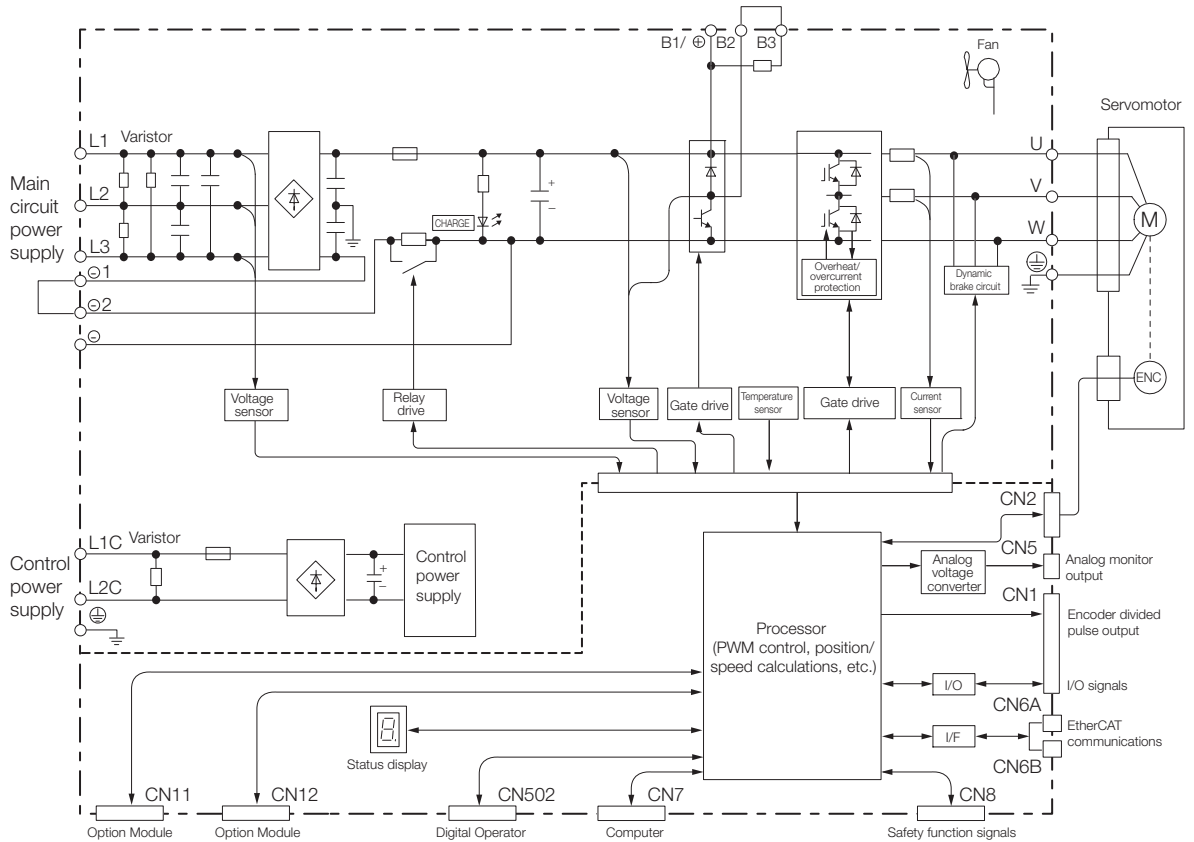 B1/ ⊕ B2 B3
Fan
Servomotor
L1 Varistor
U
Main
circuit
power
supply
L2
V
CHARGE
+
–
M
L3
W
⊖ 1
Overheat/
overcurrent
protection
Dynamic
brake circuit
⊖ 2
⊖
Voltage
sensor
Relay
drive
Voltage
sensor
Gate drive
Temperature
sensor
Gate drive
Current
sensor
ENC
CN2
L1C Varistor
Control
power
supply
L2C
+
–
Control
power
supply
CN5
Analog
voltage
converter
Analog monitor
output
CN1
Processor
(PWM control, position/
speed calculations, etc.)
Encoder divided
pulse output
I/O
I/O signals
CN6A
I/F
EtherCAT
communications
CN6B
8.
Status display
CN11
CN12
CN502
CN7
CN8
Option Module
Option Module
Digital Operator
Computer
Safety function signals